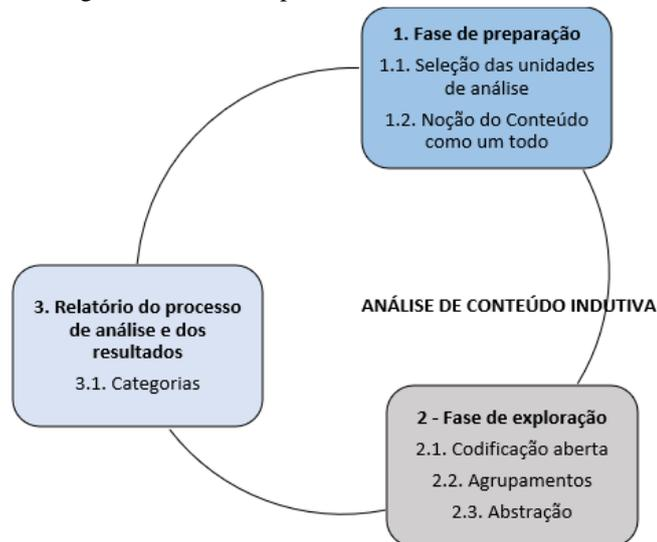 1. Fase de preparação
1.1. Seleção das unidades
de análise
1.2. Noção do Conteúdo
como um todo
ANÁLISE DE CONTEÚDO INDUTIVA
3. Relatório do processo
de análise e dos
resultados
3.1. Categorias
2 - Fase de exploração
2.1. Codificação aberta
2.2. Agrupamentos
2.3. Abstração